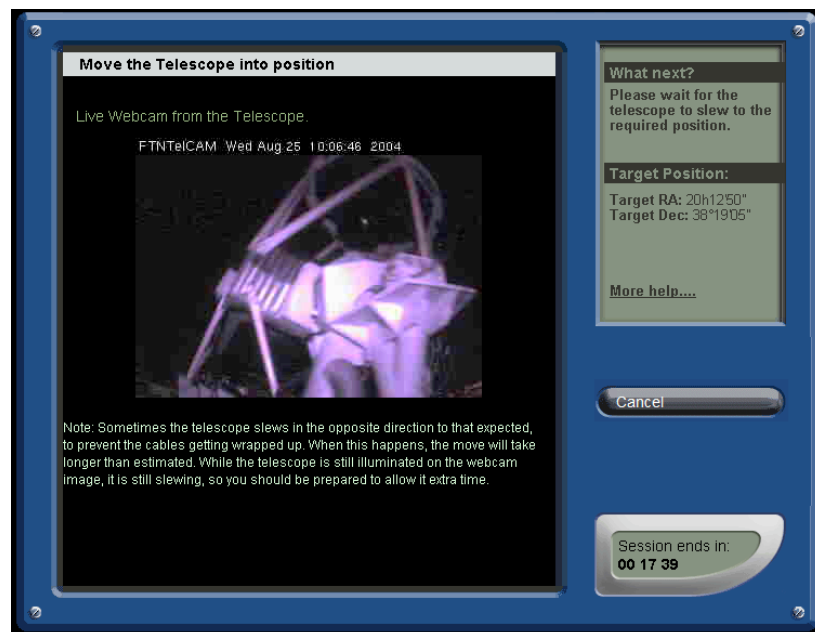 Move the Telescope into position
Live Webcam from the Telescope.
FTNTelCAM Wed Aug 25 10:06:46 2004
Note: Sometimes the telescope slews in the opposite direction to that expected,
to prevent the cables getting wrapped up. When this happens, the move will take
longer than estimated. While the telescope is still illuminated on the webcam
image, it is still slewing, so you should be prepared to allow it extra time.
What next?
Please wait for the
telescope to slew to the
required position.
Target Position:
Target RA: 20h12'50"
Target Dec: 38°19'05"
More help....
Cancel
Session ends in:
00 17 39